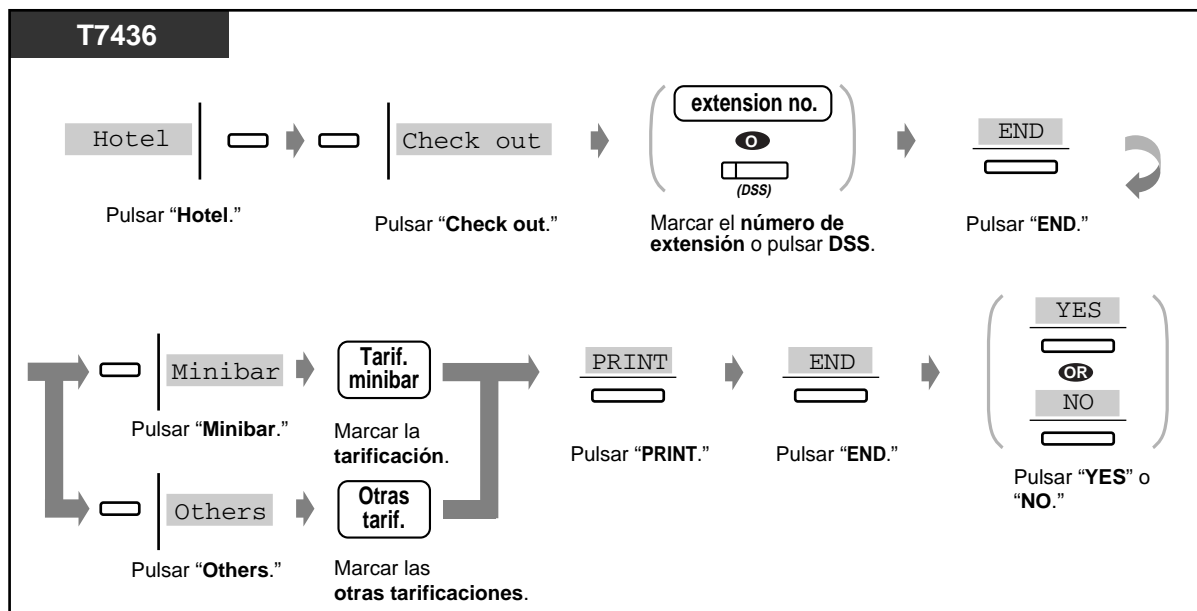 T7436
Hotel
Check out
extension no.
O
(DSS)
END
Pulsar “Hotel.”
Pulsar “Check out.”
Marcar el número de
extensión o pulsar DSS.
Pulsar “END.”
Minibar
Tarif.
minibar
PRINT
END
YES
OR
NO
Pulsar “Minibar.”
Marcar la
tarificación.
Pulsar “PRINT.”
Pulsar “END.”
Pulsar “YES” o
“NO.”
Others
Otras
tarif.
Pulsar “Others.”
Marcar las
otras tarificaciones.